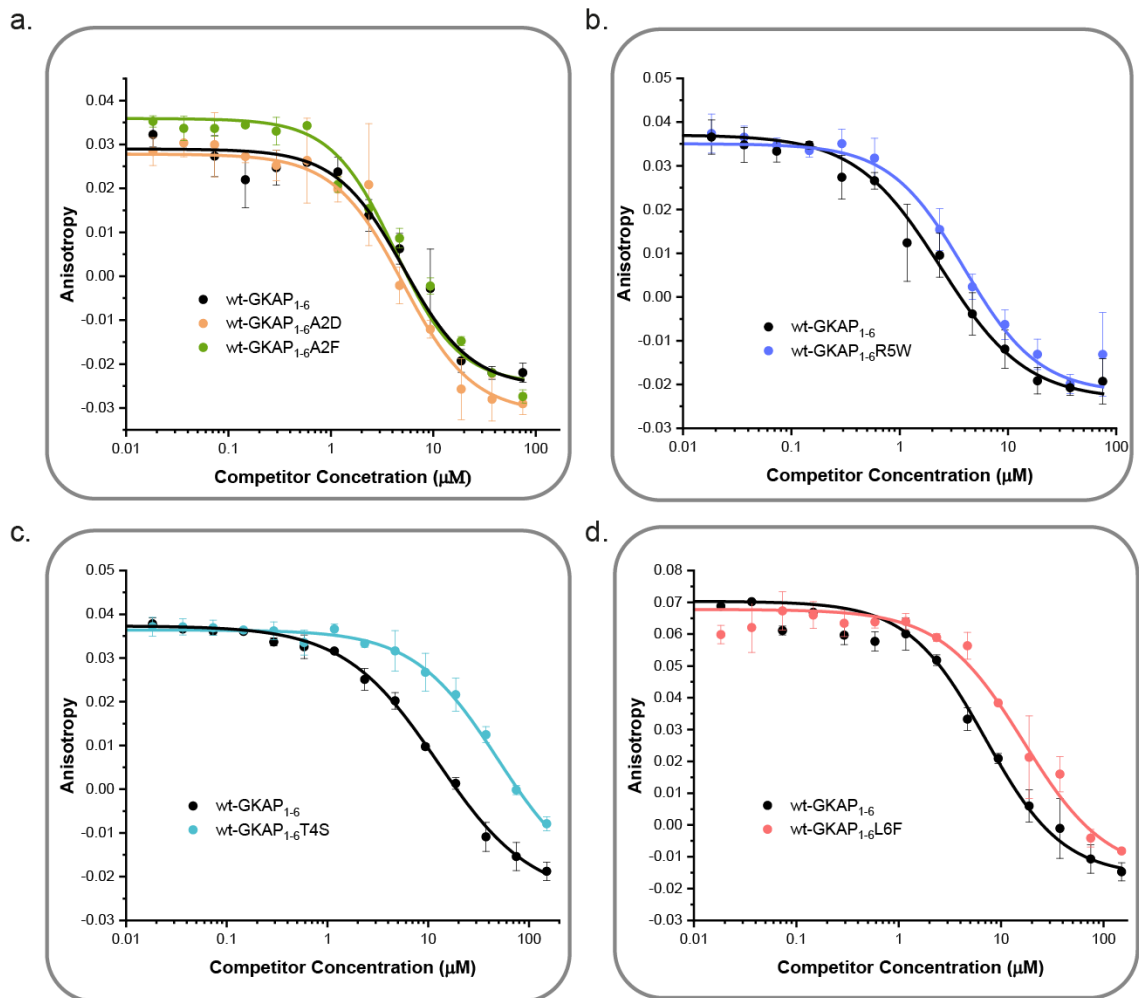 a.
0.04
0.03
0.02
0.01
0.00
-0.01
-0.02
-0.03
Anisotropy
wt-GKAP1-6
wt-GKAP1-6A2D
wt-GKAP1-6A2F
0.01 0.1 1 10 100
Competitor Concetration (μM)
b.
0.05
0.04
0.03
0.02
0.01
0.00
-0.01
-0.02
-0.03
Anisotropy
wt-GKAP1-6
wt-GKAP1-6R5W
0.01 0.1 1 10 100
Competitor Concentration (μM)
c.
0.05
0.04
0.03
0.02
0.01
0.00
-0.01
-0.02
-0.03
Anisotropy
wt-GKAP1-6
wt-GKAP1-6T4S
0.01 0.1 1 10 100
Competitor Concentration (μM)
d.
0.08
0.07
0.06
0.05
0.04
0.03
0.02
0.01
0.00
-0.01
-0.02
-0.03
Anisotropy
wt-GKAP1-6
wt-GKAP1-6L6F
0.01 0.1 1 10 100
Competitor Concentration (μM)